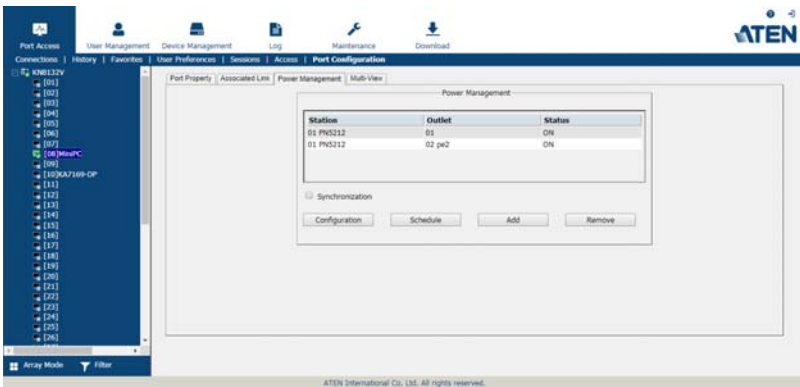 ATEN
Port Access
User Management
Device Management
Log
Maintenance
Download
Connections | History | Favorites | User Preferences | Sessions | Access | Port Configuration
KN8132V
[01]
[02]
[03]
[04]
[05]
[06]
[07]
[08]MiniPC
[09]
[10]KA7169-DP
[11]
[12]
[13]
[14]
[15]
[16]
[17]
[18]
[19]
[20]
[21]
[22]
[23]
[24]
[25]
[26]
Array Mode
Filter
Port Property
Associated Link
Power Management
Multi-View
Power Management
Station Outlet Status
01 PN5212 01 ON
01 PN5212 02 pe2 ON
Synchronization
Configuration
Schedule
Add
Remove
ATEN International Co. Ltd. All rights reserved.